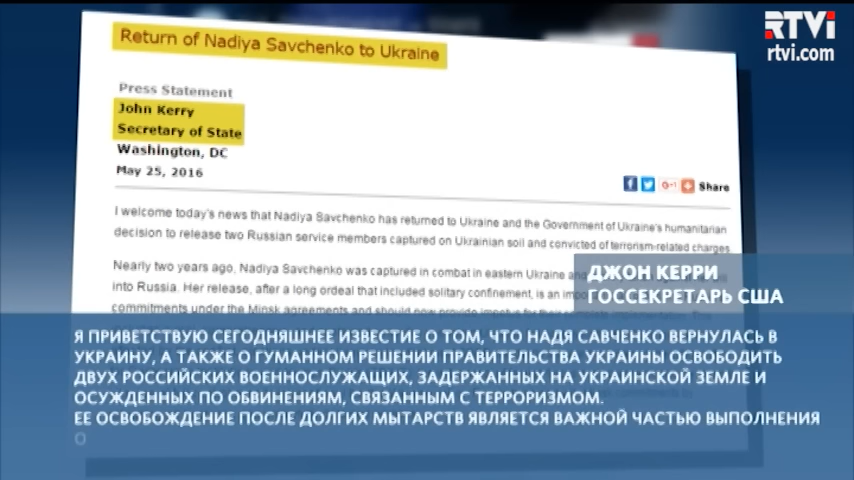 RTVi
rtvi.com
Return of Nadiya Savchenko to Ukraine
Press Statement
John Kerry
Secretary of State
Washington, DC
May 25, 2016
Share
I welcome today's news that Nadiya Savchenko has returned to Ukraine and the Government of Ukraine's humanitarian
decision to release two Russian service members captured on Ukrainian soil and convicted of terrorism-related charges
Nearly two years ago, Nadiya Savchenko was captured in combat in eastern Ukraine and
into Russia. Her release, after a long ordeal that included solitary confinement, is an
commitments under the Minsk agreements and should now provide impetus for
ДЖОН КЕРРИ
ГОССЕКРЕТАРЬ США
Я ПРИВЕТСТВУЮ СЕГОДНЯШНЕЕ ИЗВЕСТИЕ О ТОМ, ЧТО НАДЯ САВЧЕНКО ВЕРНУЛАСЬ В
УКРАИНУ, А ТАКЖЕ О ГУМАННОМ РЕШЕНИИ ПРАВИТЕЛЬСТВА УКРАИНЫ ОСВОБОДИТЬ
ДВУХ РОССИЙСКИХ ВОЕННОСЛУЖАЩИХ, ЗАДЕРЖАННЫХ НА УКРАИНСКОЙ ЗЕМЛЕ И
ОСУЖДЕННЫХ ПО ОБВИНЕНИЯМ, СВЯЗАННЫМ С ТЕРРОРИЗМОМ.
ЕЕ ОСВОБОЖДЕНИЕ ПОСЛЕ ДОЛГИХ МЫТАРСТВ ЯВЛЯЕТСЯ ВАЖНОЙ ЧАСТЬЮ ВЫПОЛНЕНИЯ
О